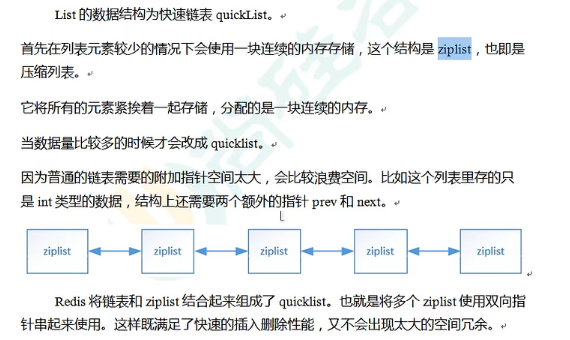 List 的数据结构为快速链表 quickList。
首先在列表元素较少的情况下会使用一块连续的内存存储，这个结构是 ziplist，也即是
压缩列表。
它将所有的元素紧挨着一起存储，分配的是一块连续的内存。
当数据量比较多的时候才会改成 quicklist。
因为普通的链表需要的附加指针空间太大，会比较浪费空间。比如这个列表里存的只
是 int 类型的数据，结构上还需要两个额外的指针 prev 和 next。
ziplist ziplist ziplist ziplist ziplist
Redis 将链表和 ziplist 结合起来组成了 quicklist。也就是将多个 ziplist 使用双向指
针串起来使用。这样既满足了快速的插入删除性能，又不会出现太大的空间冗余。